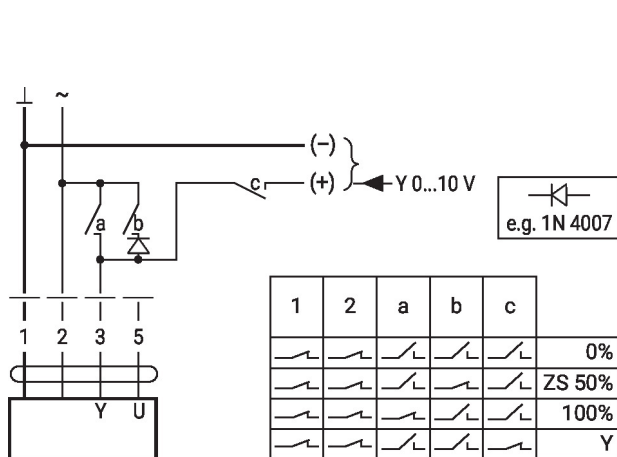 ⊥ ~
(–)
(+)
Y 0...10 V
c
a b
e.g. 1N 4007
1 2 3 5
Y U
1 2 a b c
0%
ZS 50%
100%
Y